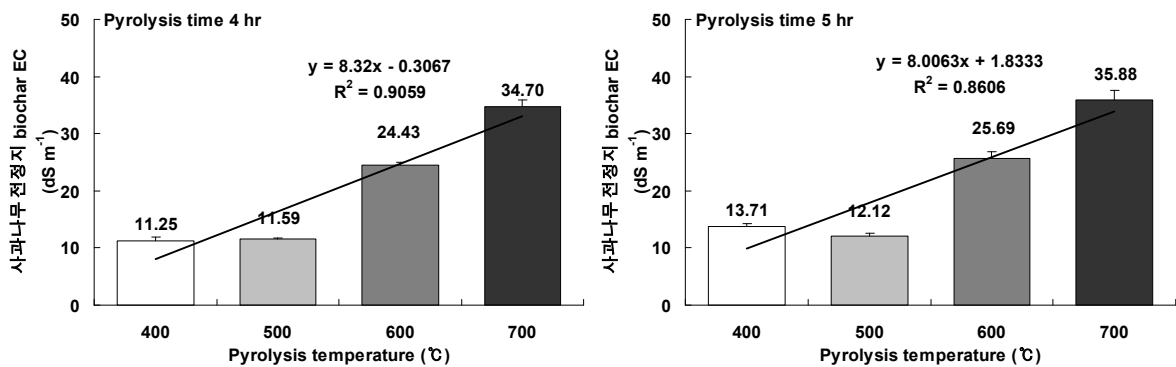 Pyrolysis time 4 hr
사과나무 전정지 biochar EC
(dS m⁻¹)
50
40
30
20
10
0
y = 8.32x - 0.3067
R² = 0.9059
11.25
11.59
24.43
34.70
400 500 600 700
Pyrolysis temperature (℃)
Pyrolysis time 5 hr
사과나무 전정지 biochar EC
(dS m⁻¹)
50
40
30
20
10
0
y = 8.0063x + 1.8333
R² = 0.8606
13.71
12.12
25.69
35.88
400 500 600 700
Pyrolysis temperature (℃)